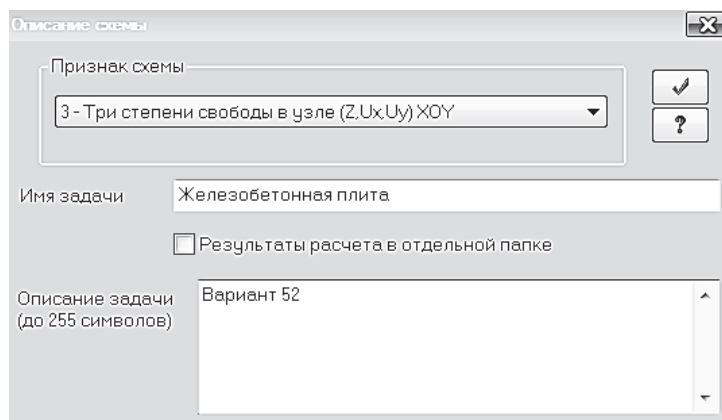 Описание схемы
Признак схемы
3 - Три степени свободы в узле (Z,Ux,Uy) XOY
?
Имя задачи
Железобетонная плита
Результаты расчета в отдельной папке
Описание задачи
(до 255 символов)
Вариант 52